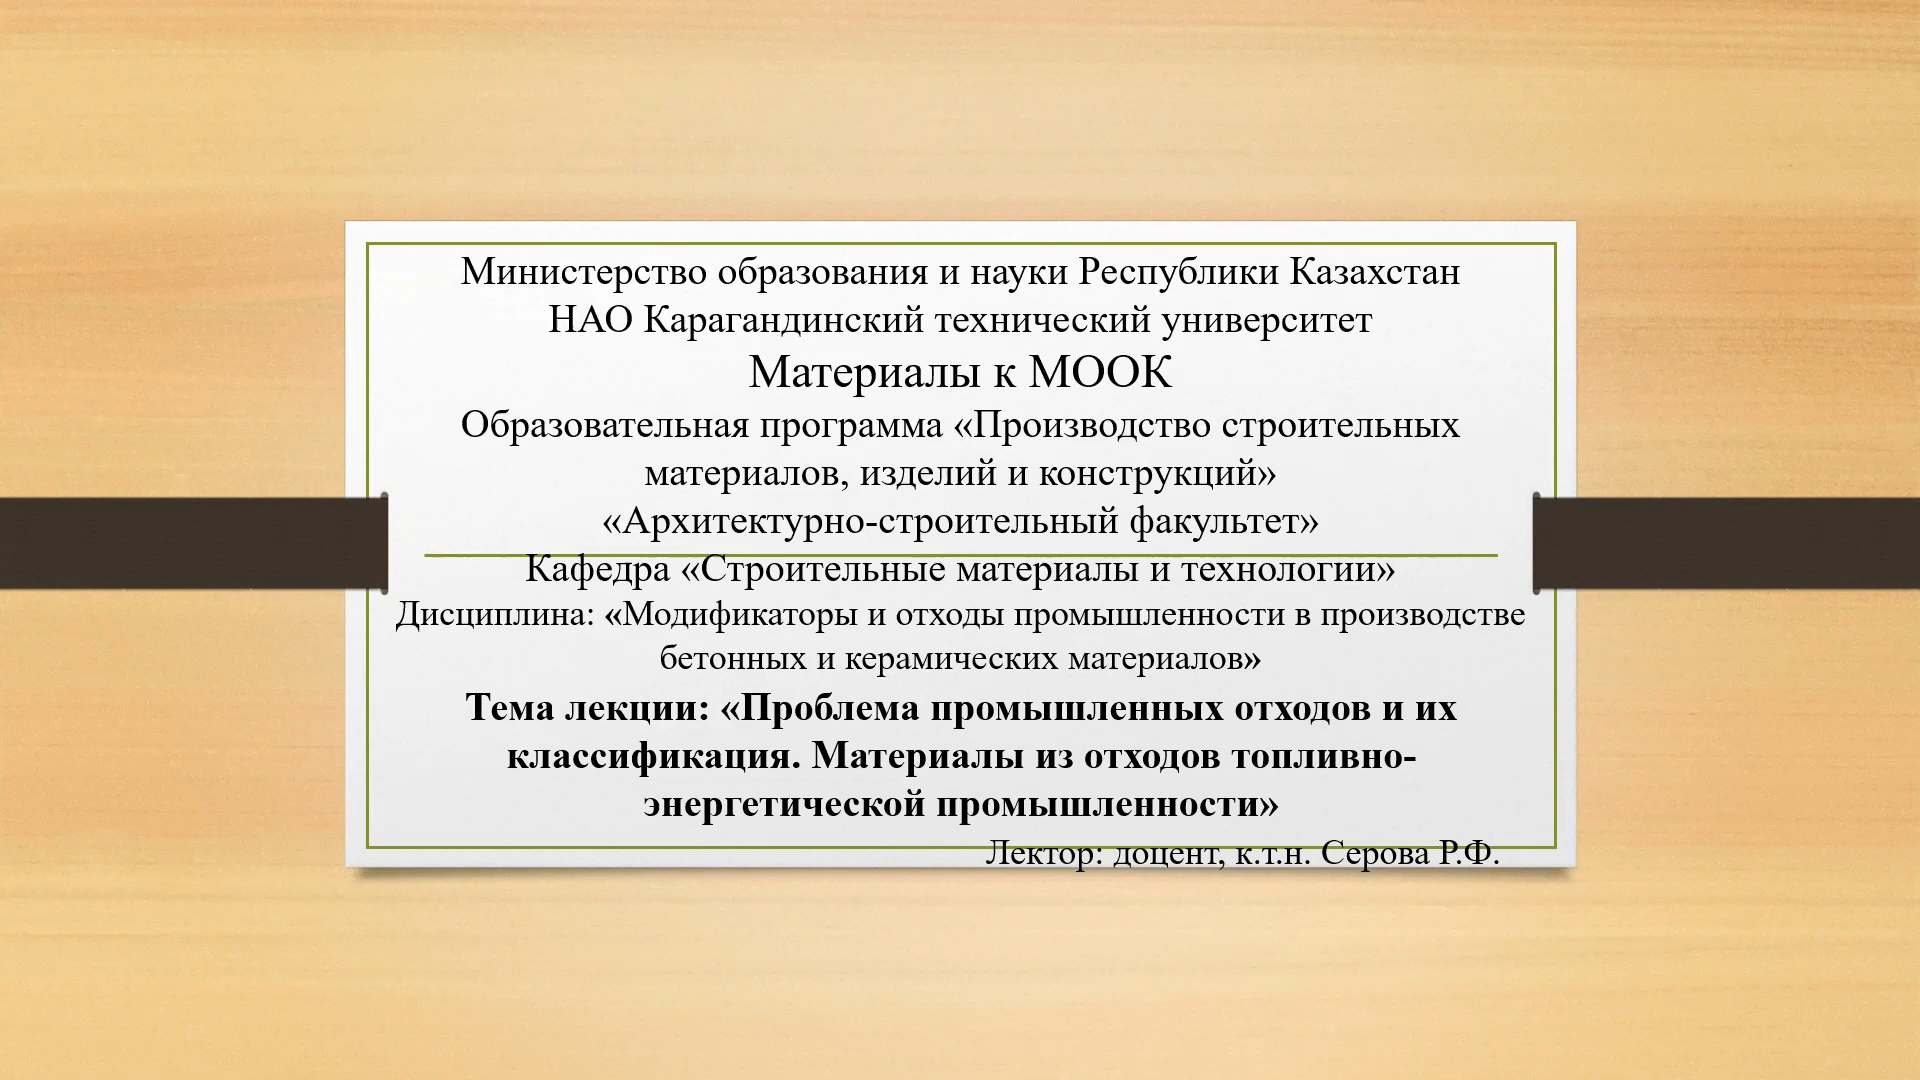 Министерство образования и науки Республики Казахстан
НАО Карагандинский технический университет
Материалы к МООК
Образовательная программа «Производство строительных
материалов, изделий и конструкций»
«Архитектурно-строительный факультет»
Кафедра «Строительные материалы и технологии»
Дисциплина: «Модификаторы и отходы промышленности в производстве
бетонных и керамических материалов»
Тема лекции: «Проблема промышленных отходов и их
классификация. Материалы из отходов топливно-
энергетической промышленности»
Лектор: доцент, к.т.н. Серова Р.Ф.